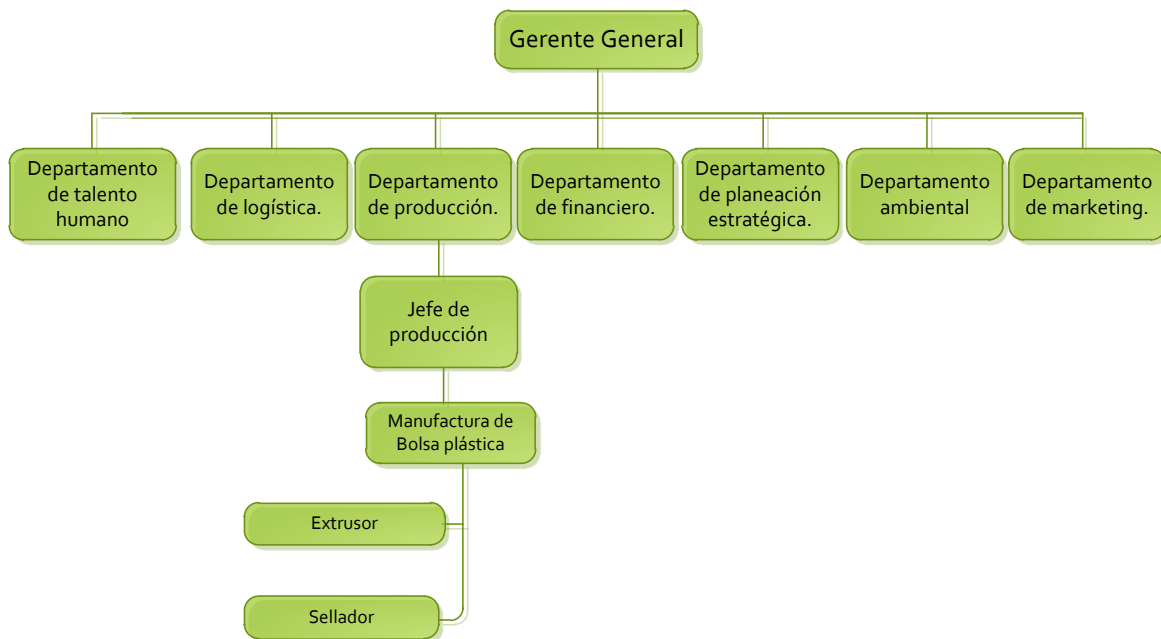 Gerente General
Departamento
de talento
humano
Departamento
de logística.
Departamento
de producción.
Departamento
de financiero.
Departamento
de planeación
estratégica.
Departamento
ambiental
Departamento
de marketing.
Jefe de
producción
Manufactura de
Bolsa plástica
Extrusor
Sellador